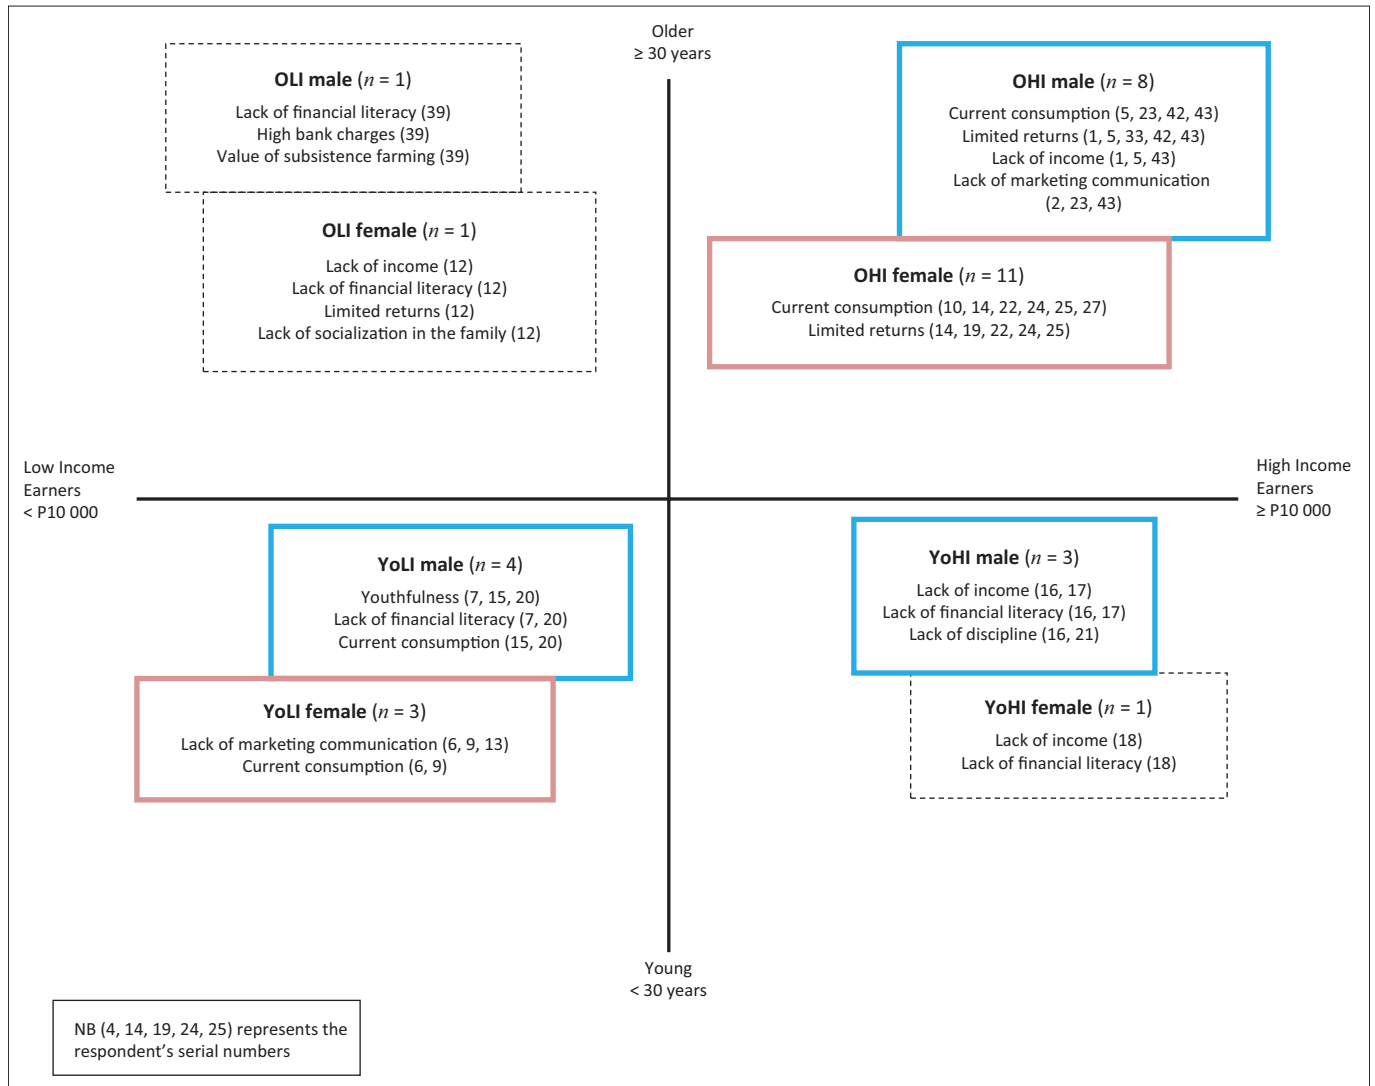 Older
≥ 30 years
OLI male (n = 1)
Lack of financial literacy (39)
High bank charges (39)
Value of subsistence farming (39)
OLI female (n = 1)
Lack of income (12)
Lack of financial literacy (12)
Limited returns (12)
Lack of socialization in the family (12)
OHI male (n = 8)
Current consumption (5, 23, 42, 43)
Limited returns (1, 5, 33, 42, 43)
Lack of income (1, 5, 43)
Lack of marketing communication
(2, 23, 43)
OHI female (n = 11)
Current consumption (10, 14, 22, 24, 25, 27)
Limited returns (14, 19, 22, 24, 25)
Low Income
Earners
< P10 000
High Income
Earners
≥ P10 000
YoLI male (n = 4)
Youthfulness (7, 15, 20)
Lack of financial literacy (7, 20)
Current consumption (15, 20)
YoLI female (n = 3)
Lack of marketing communication (6, 9, 13)
Current consumption (6, 9)
YoHI male (n = 3)
Lack of income (16, 17)
Lack of financial literacy (16, 17)
Lack of discipline (16, 21)
YoHI female (n = 1)
Lack of income (18)
Lack of financial literacy (18)
Young
< 30 years
NB (4, 14, 19, 24, 25) represents the
respondent's serial numbers